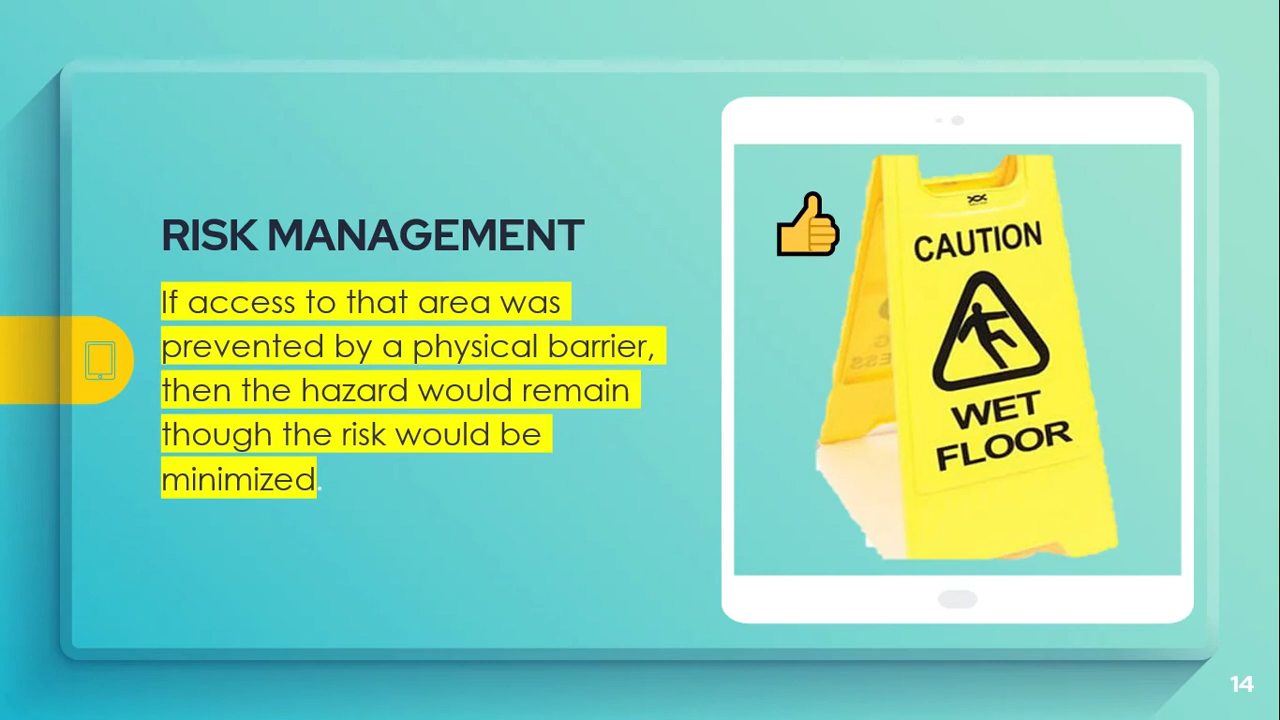 RISK MANAGEMENT
If access to that area was
prevented by a physical barrier,
then the hazard would remain
though the risk would be
minimized.
CAUTION
WET
FLOOR
14